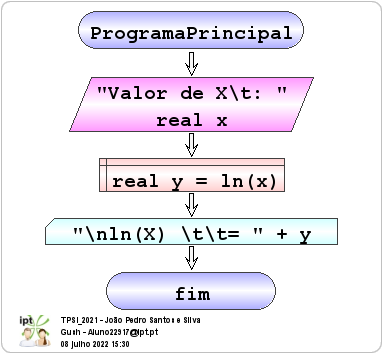 ProgramaPrincipal
"Valor de X\t: "
real x
real y = ln(x)
"\nln(X) \t\t= " + y
fim
ipt
TPSI_2021 - João Pedro Santos e Silva
Guih - Aluno22917@ipt.pt
08 julho 2022 15:30